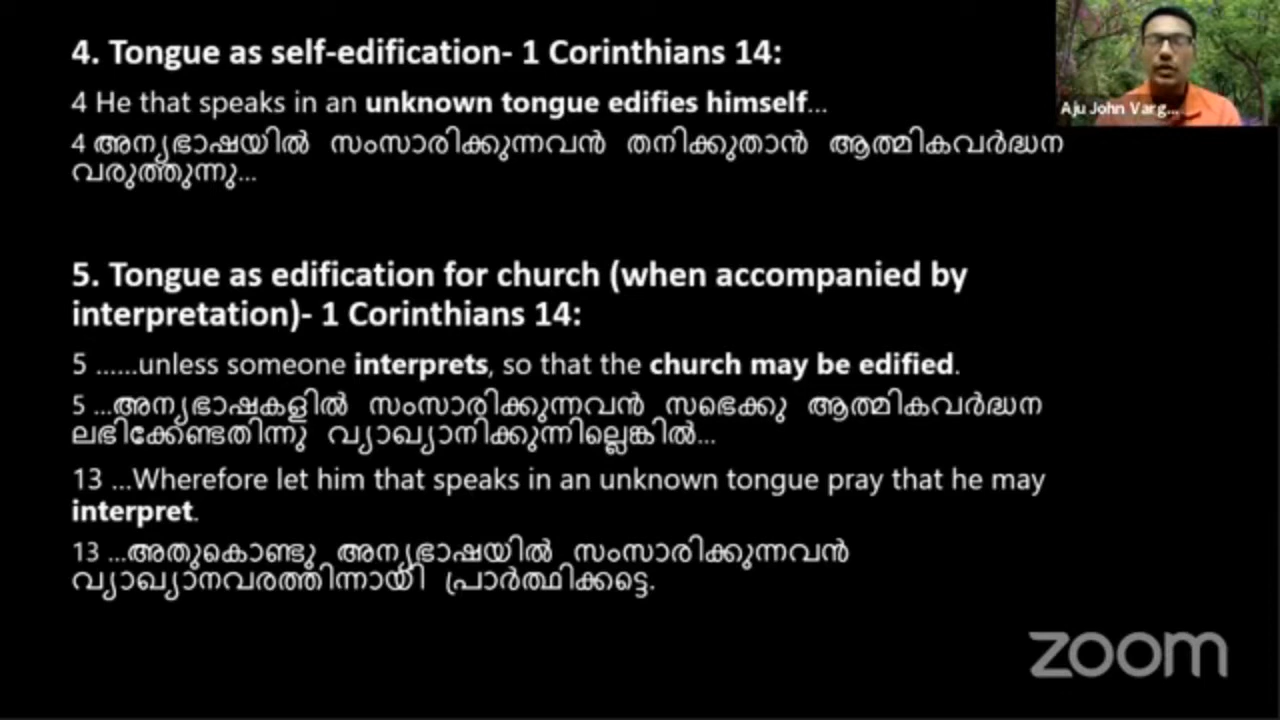 4. Tongue as self-edification- 1 Corinthians 14:
4 He that speaks in an unknown tongue edifies himself...
4 അന്യഭാഷയിൽ സംസാരിക്കുന്നവൻ തനിക്കുതാൻ ആത്മികവർദ്ധന
വരുത്തുന്നു...
5. Tongue as edification for church (when accompanied by
interpretation)- 1 Corinthians 14:
5 ......unless someone interprets, so that the church may be edified.
5 ...അന്യഭാഷകളിൽ സംസാരിക്കുന്നവൻ സഭെക്കു ആത്മികവർദ്ധന
ലഭിക്കേണ്ടതിന്നു വ്യാഖ്യാനിക്കുന്നില്ലെങ്കിൽ...
13 ...Wherefore let him that speaks in an unknown tongue pray that he may
interpret.
13 ...അതുകൊണ്ടു അന്യഭാഷയിൽ സംസാരിക്കുന്നവൻ
വ്യാഖ്യാനവരത്തിന്നായി പ്രാർത്ഥിക്കട്ടെ.
Aju John Varg...
zoom